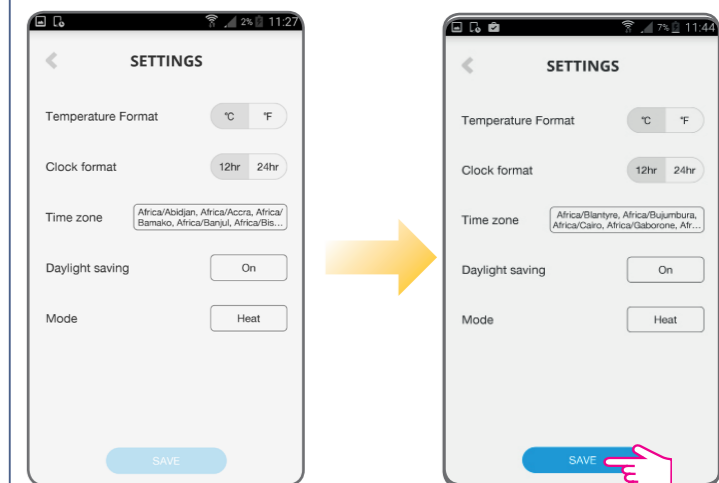 2% 11:27
SETTINGS
Temperature Format °C °F
Clock format 12hr 24hr
Time zone Africa/Abidjan, Africa/Accra, Africa/
Bamako, Africa/Banjul, Africa/Bis...
Daylight saving On
Mode Heat
SAVE
7% 11:44
SETTINGS
Temperature Format °C °F
Clock format 12hr 24hr
Time zone Africa/Blantyre, Africa/Bujumbura,
Africa/Cairo, Africa/Gaborone, Afr...
Daylight saving On
Mode Heat
SAVE